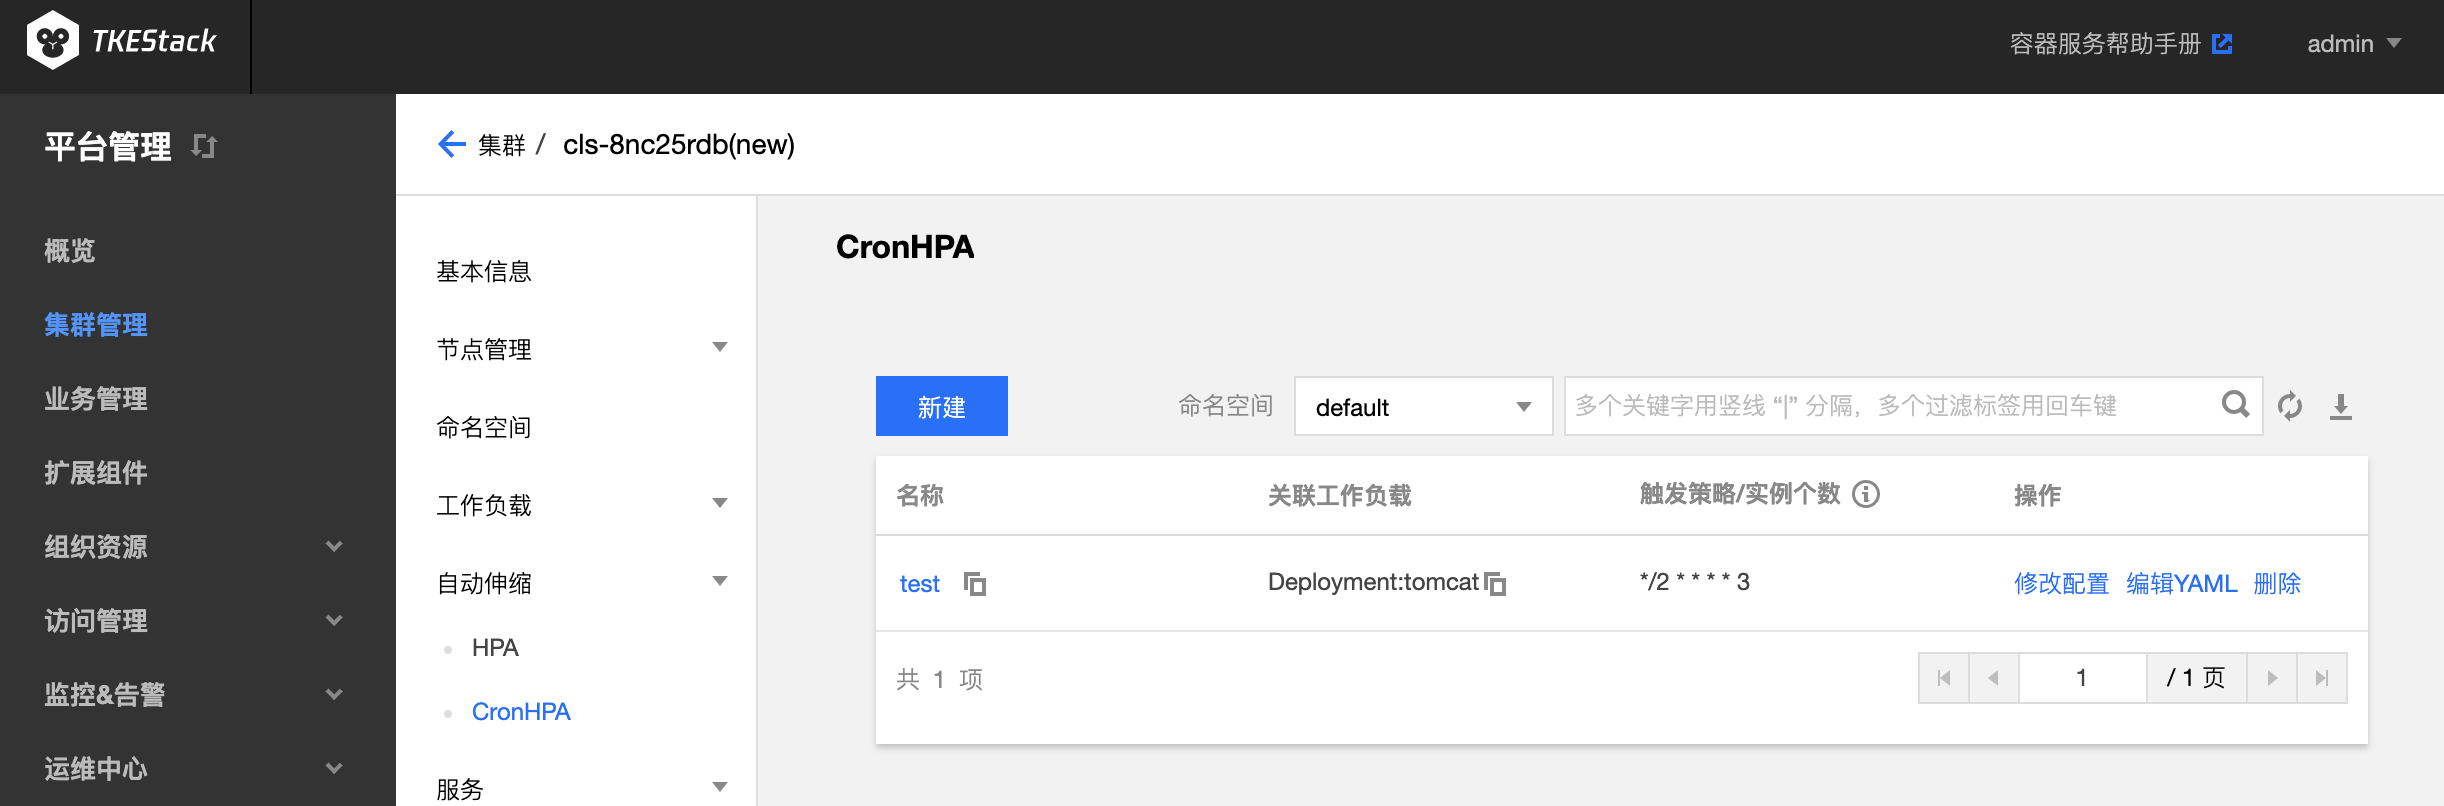 TKEStack
容器服务帮助手册
admin
平台管理
概览
集群管理
业务管理
扩展组件
组织资源
访问管理
监控&告警
运维中心
集群 / cls-8nc25rdb(new)
基本信息
节点管理
命名空间
工作负载
自动伸缩
HPA
CronHPA
服务
CronHPA
新建
命名空间
default
多个关键字用竖线 “|” 分隔，多个过滤标签用回车键
名称 关联工作负载 触发策略/实例个数 操作
test Deployment:tomcat */2 * * * * 3 修改配置 编辑YAML 删除
共 1 项
1 / 1 页